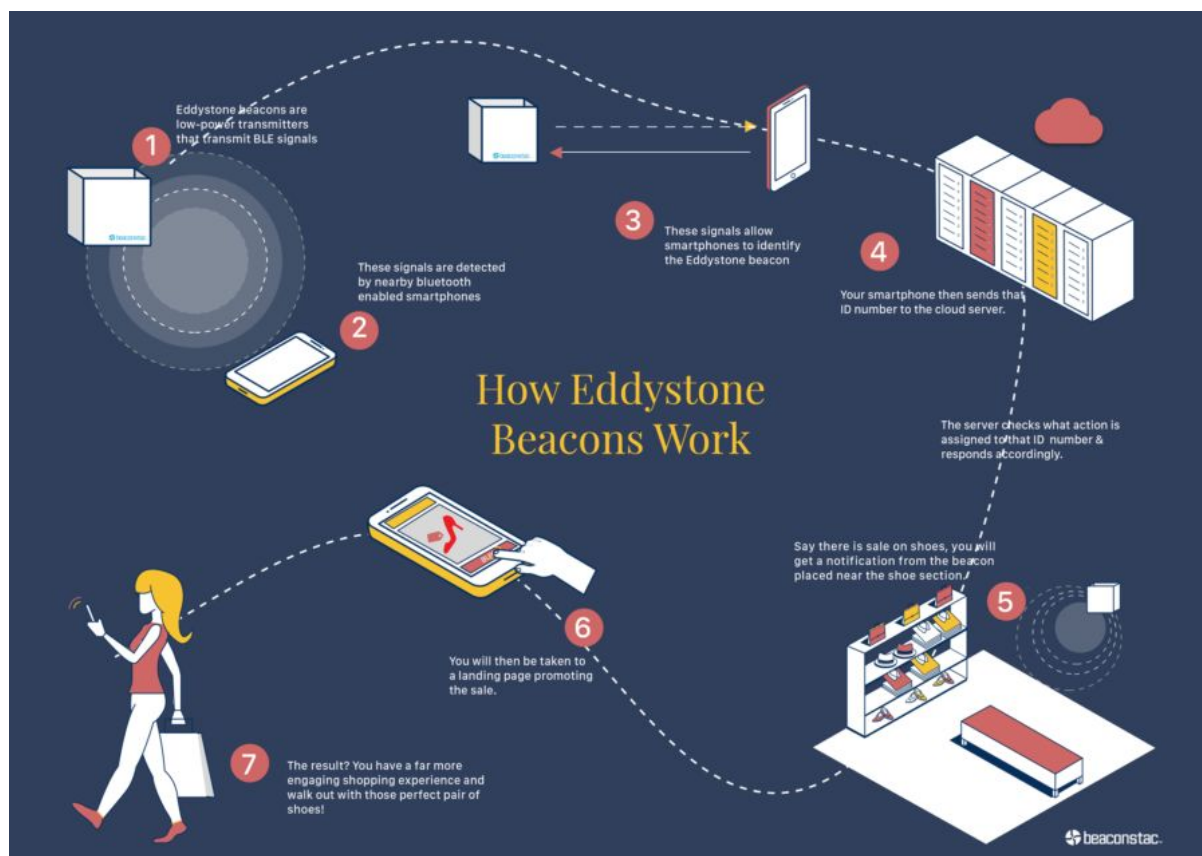 1
Eddystone beacons are
low-power transmitters
that transmit BLE signals
beaconstac
2
These signals are detected
by nearby bluetooth
enabled smartphones
beaconstac.
3
These signals allow
smartphones to identify
the Eddystone beacon
4
Your smartphone then sends that
ID number to the cloud server.
How Eddystone
Beacons Work
The server checks what action is
assigned to that ID number &
responds accordingly.
5
Say there is sale on shoes, you will
get a notification from the beacon
placed near the shoe section.
6
You will then be taken to
a landing page promoting
the sale.
7
The result? You have a far more
engaging shopping experience and
walk out with those perfect pair of
shoes!
beaconstac